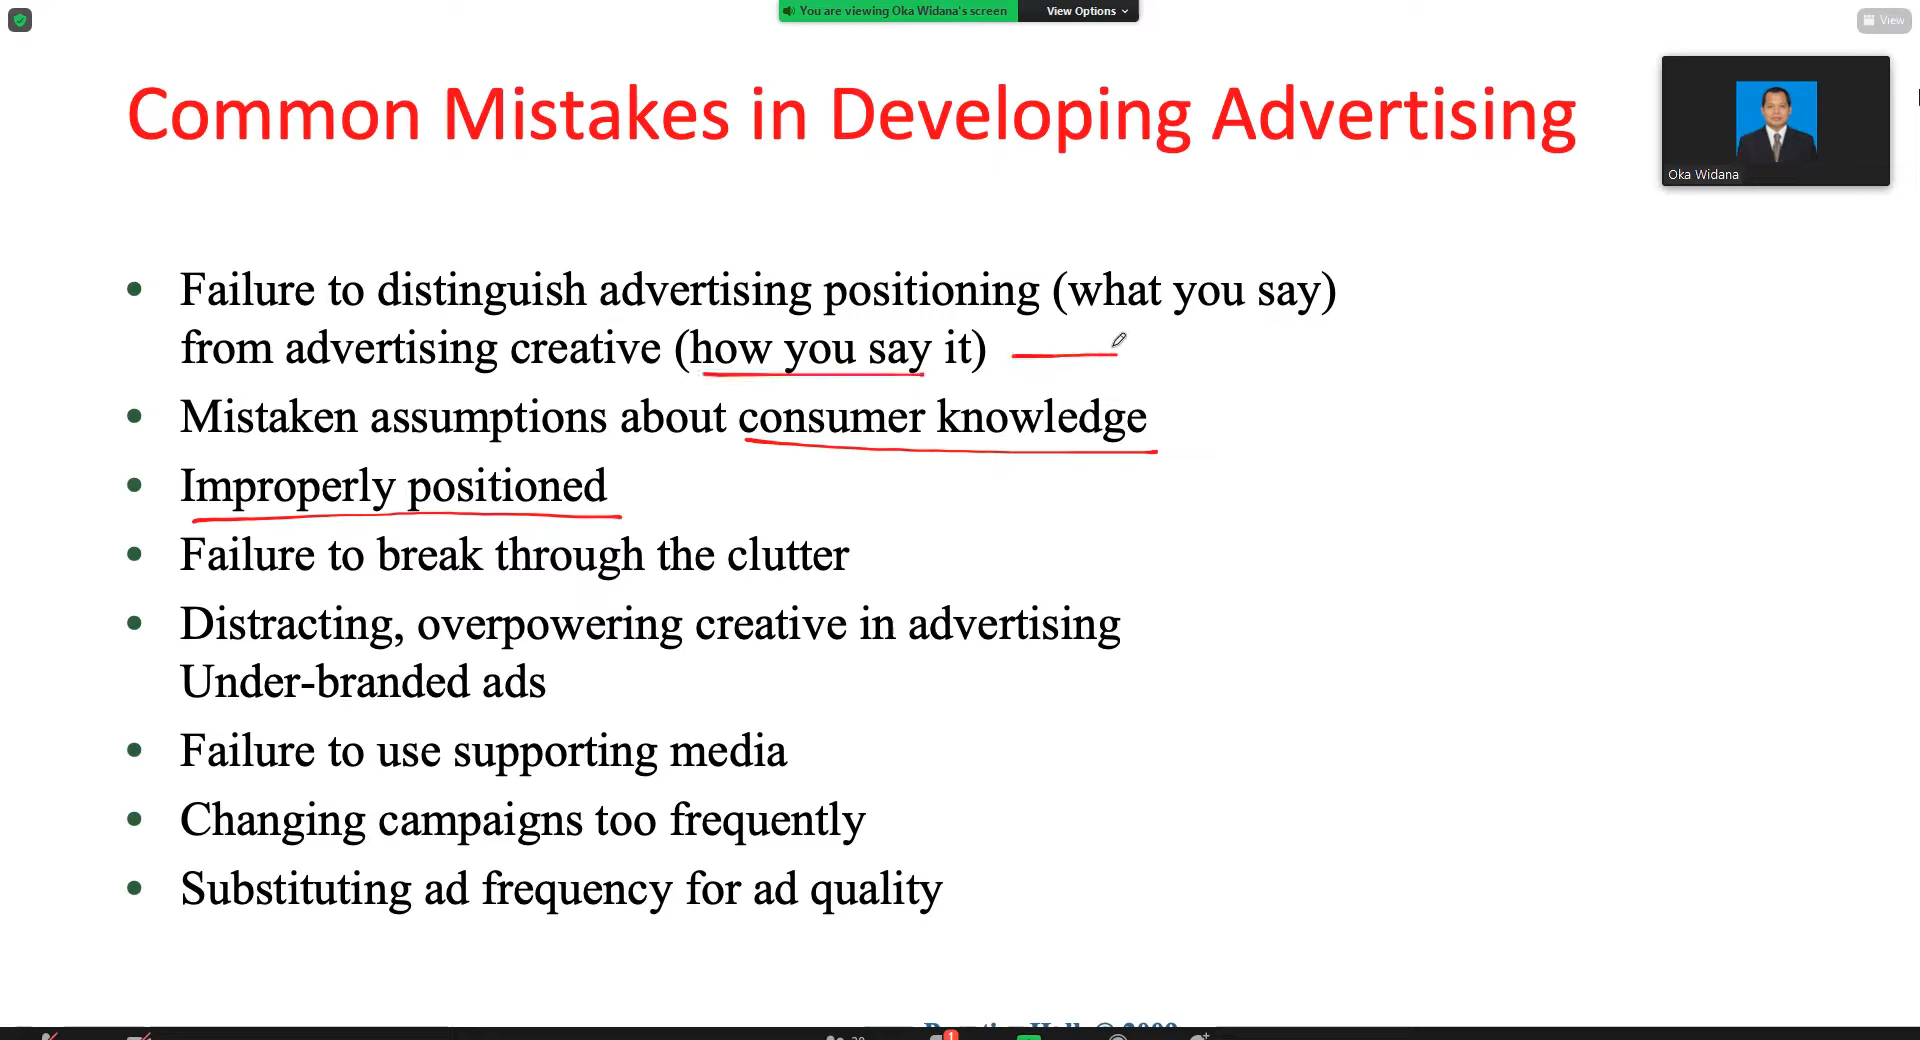 You are viewing Oka Widana's screen
View Options
View
Common Mistakes in Developing Advertising
Oka Widana
• Failure to distinguish advertising positioning (what you say)
from advertising creative (how you say it)
• Mistaken assumptions about consumer knowledge
• Improperly positioned
• Failure to break through the clutter
• Distracting, overpowering creative in advertising
Under-branded ads
• Failure to use supporting media
• Changing campaigns too frequently
• Substituting ad frequency for ad quality
1